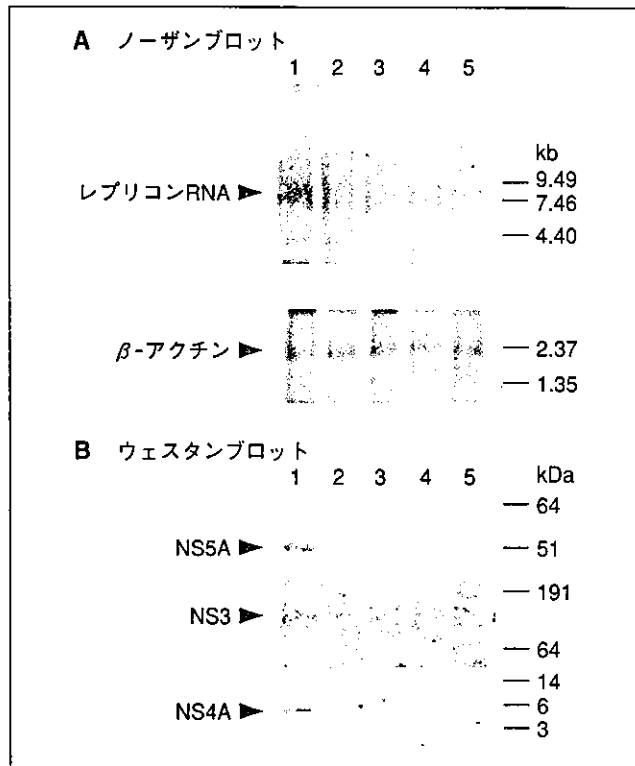 A ノーザンブロット
1 2 3 4 5
kb
9.49
レプリコンRNA
7.46
4.40
β-アクチン
2.37
1.35
B ウェスタンブロット
1 2 3 4 5
kDa
64
NS5A
51
191
NS3
64
14
NS4A
6
3